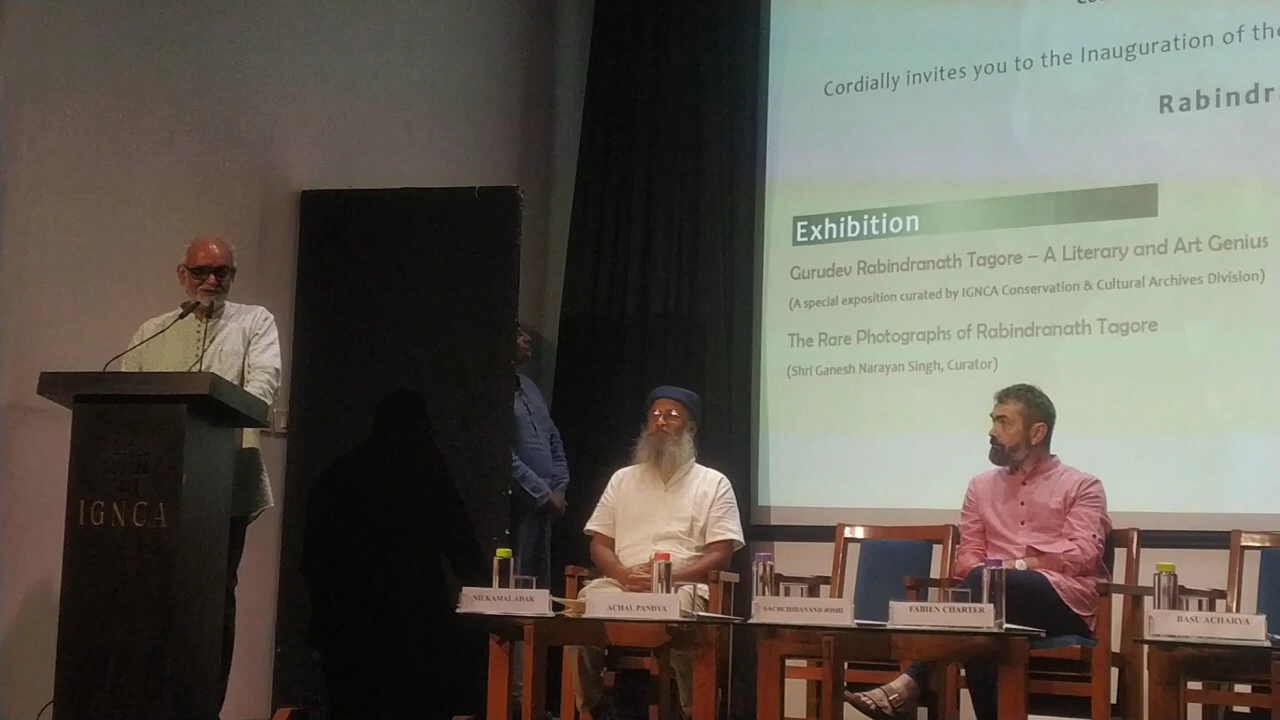 Cordially invites you to the Inauguration of the
Rabindra
Exhibition
Gurudev Rabindranath Tagore – A Literary and Art Genius
(A special exposition curated by IGNCA Conservation & Cultural Archives Division)
The Rare Photographs of Rabindranath Tagore
(Shri Ganesh Narayan Singh, Curator)
IGNCA
NILKAMAL ADAK
ACHAL PANDYA
SACHCHIDANAND JOSHI
FABIEN CHARTER
BASU ACHARYA